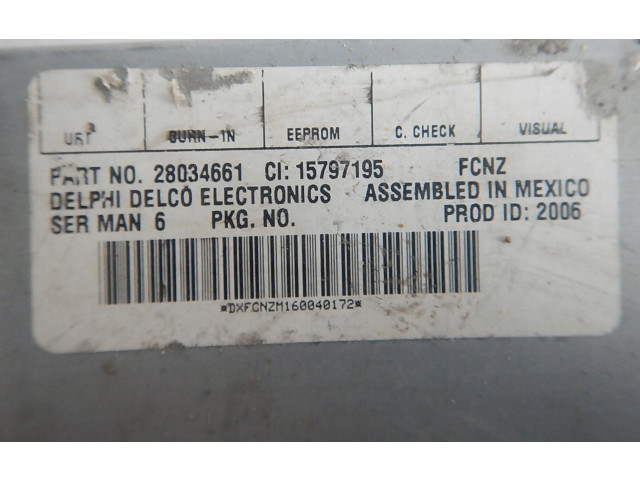 URT BURN-IN EEPROM C. CHECK VISUAL
PART NO. 28034661 CI: 15797195 FCNZ
DELPHI DELCO ELECTRONICS ASSEMBLED IN MEXICO
SER MAN 6 PKG. NO. PROD ID: 2006
*DXFCNZM160040172*